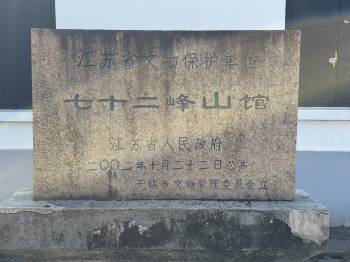 江苏省文物保护单位
七十二峰山馆
江苏省人民政府
二〇〇二年十月二十二日公布
无锡市文物管理委员会立